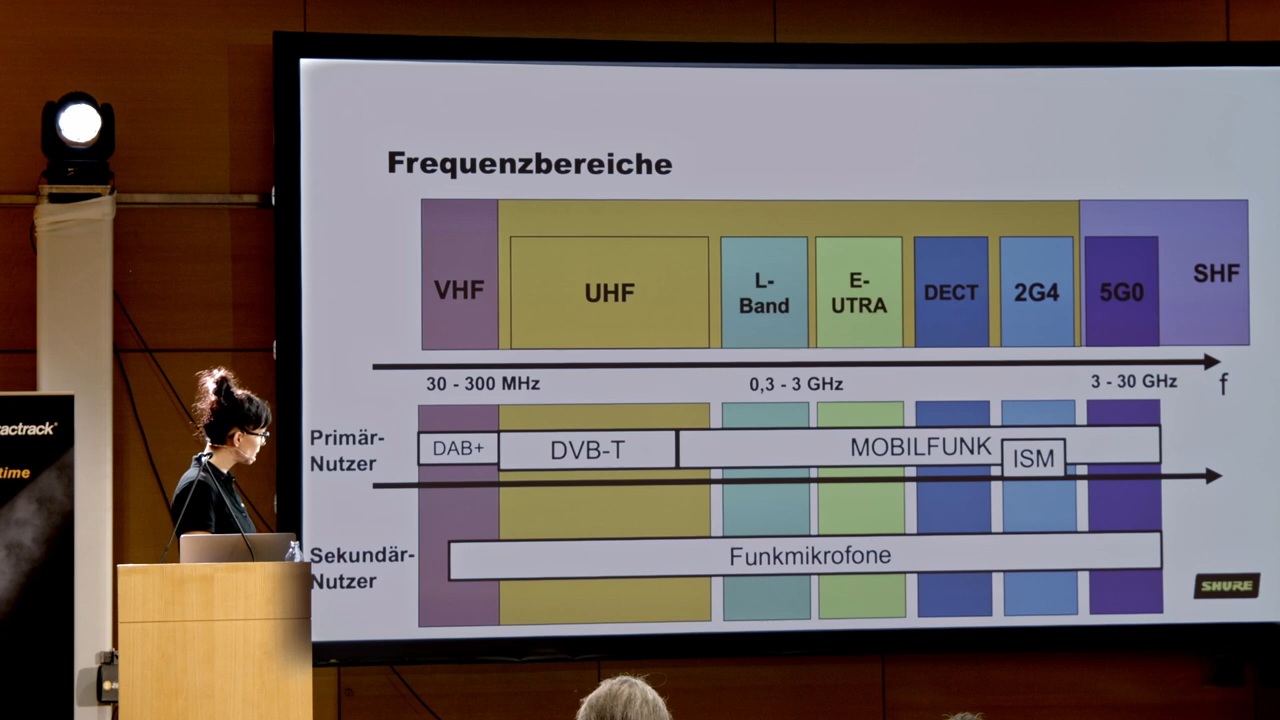 Frequenzbereiche
VHF
UHF
L-
Band
E-
UTRA
DECT
2G4
5G0
SHF
30 - 300 MHz
0,3 - 3 GHz
3 - 30 GHz
f
Primär-
Nutzer
DAB+
DVB-T
MOBILFUNK
ISM
Sekundär-
Nutzer
Funkmikrofone
SHURE
time